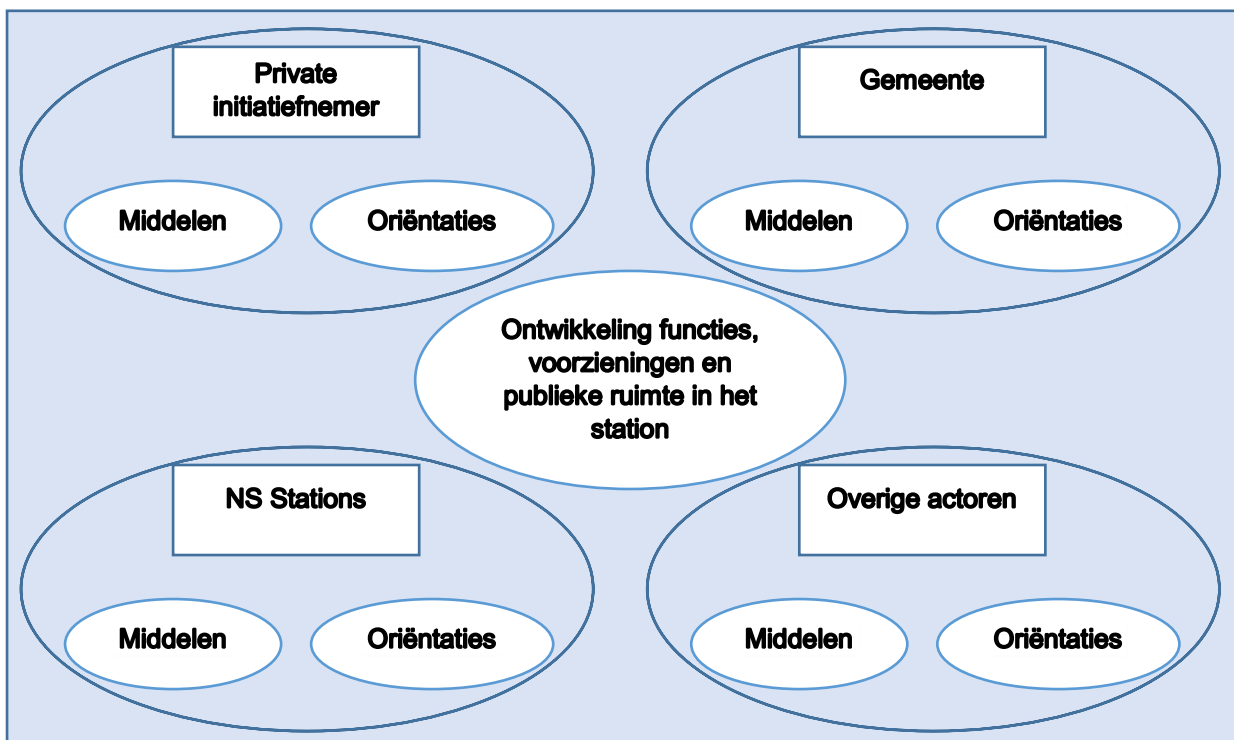 Private
initiatiefnemer
Middelen
Oriëntaties
Gemeente
Middelen
Oriëntaties
Ontwikkeling functies,
voorzieningen en
publieke ruimte in het
station
NS Stations
Middelen
Oriëntaties
Overige actoren
Middelen
Oriëntaties